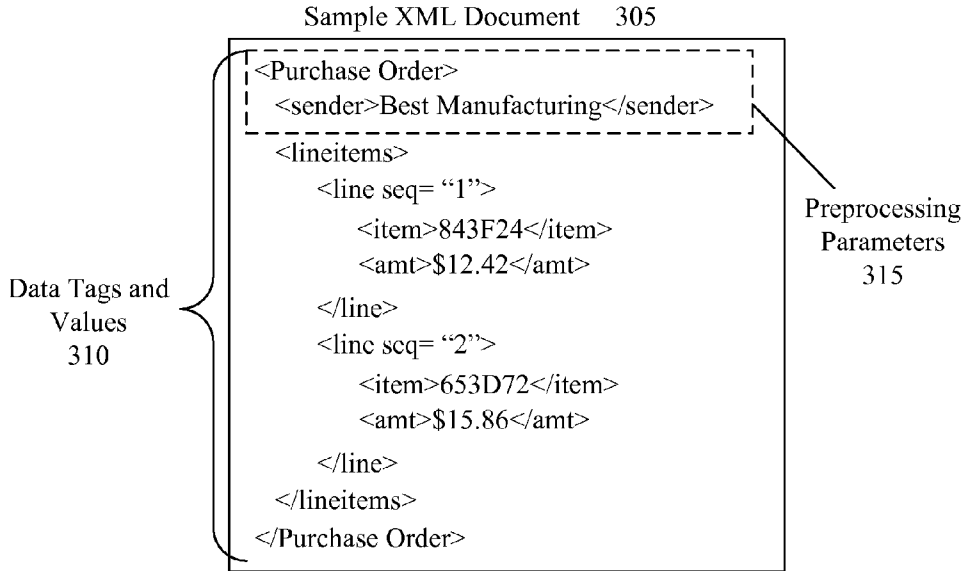 Sample XML Document 305
<Purchase Order>
<sender>Best Manufacturing</sender>
<lineitems>
<line seq= “1”>
<item>843F24</item>
<amt>$12.42</amt>
</line>
<linc scq= “2”>
<item>653D72</item>
<amt>$15.86</amt>
</line>
</lineitems>
</Purchase Order>
Data Tags and
Values
310
Preprocessing
Parameters
315